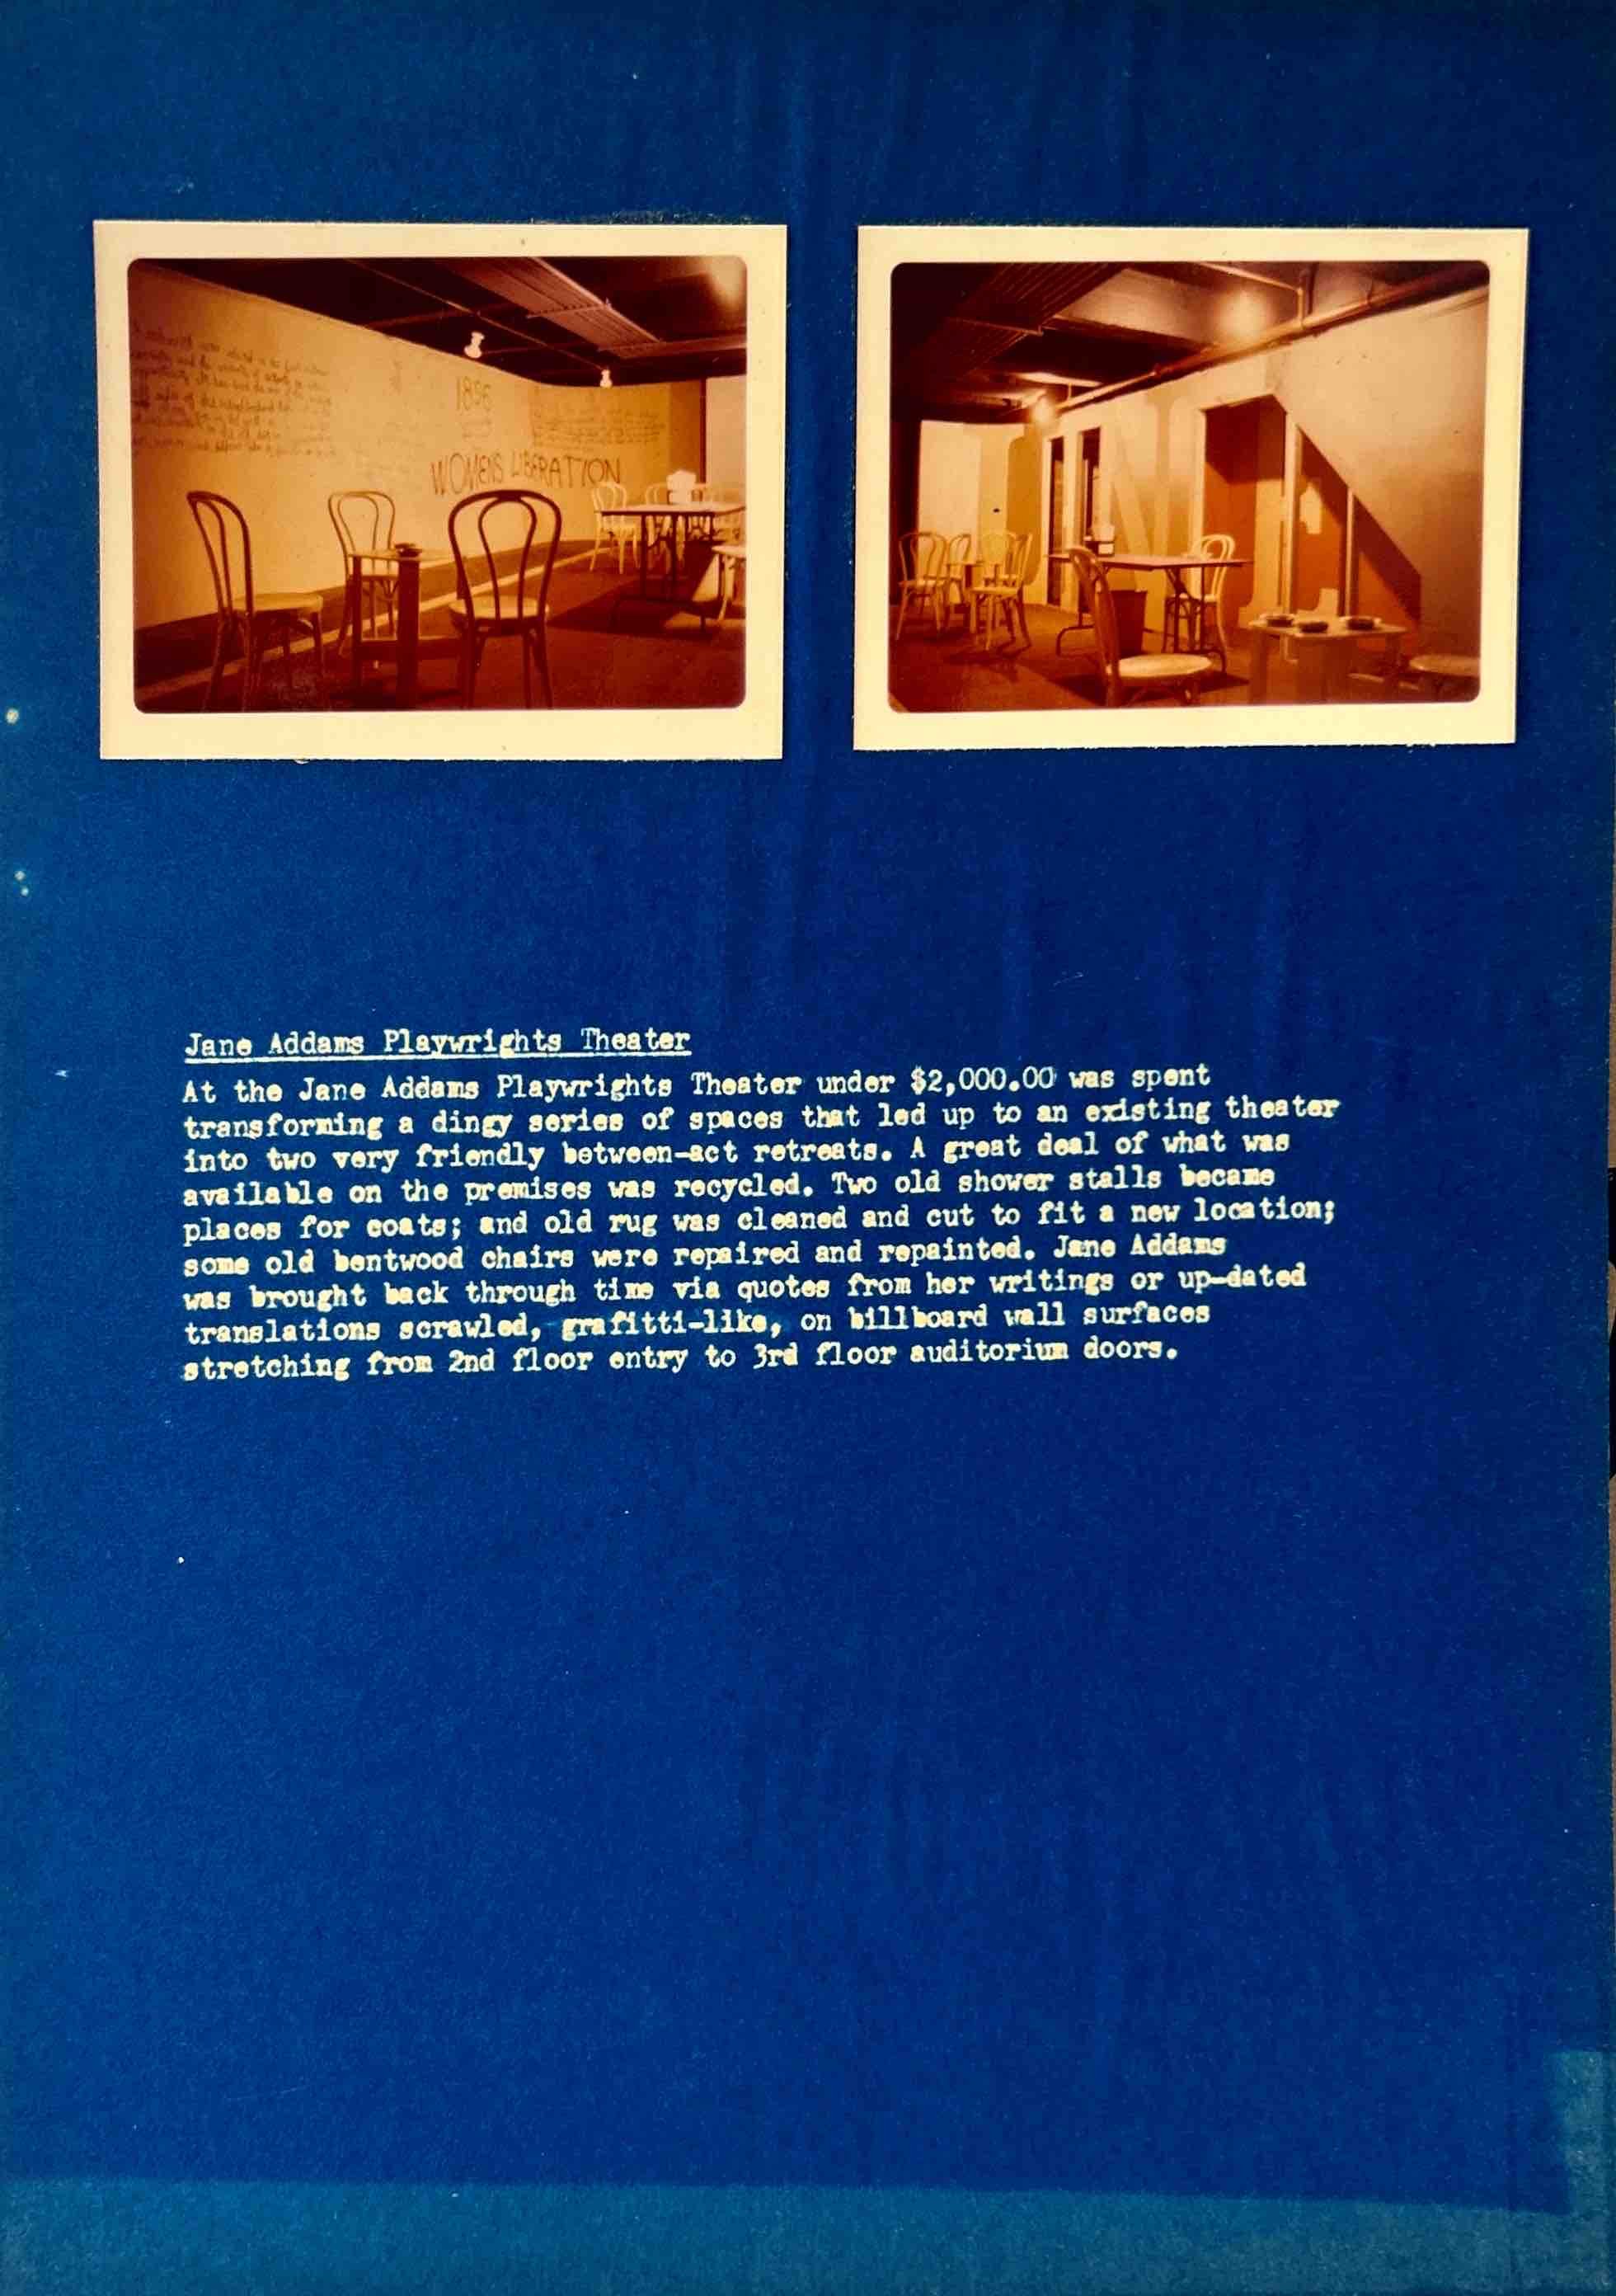 1896
WOMENS LIBERATION
Jane Addams Playwrights Theater
At the Jane Addams Playwrights Theater under $2,000.00 was spent
transforming a dingy series of spaces that led up to an existing theater
into two very friendly between-act retreats. A great deal of what was
available on the premises was recycled. Two old shower stalls became
places for coats; and old rug was cleaned and cut to fit a new location;
some old bentwood chairs were repaired and repainted. Jane Addams
was brought back through time via quotes from her writings or up-dated
translations scrawled, grafitti-like, on billboard wall surfaces
stretching from 2nd floor entry to 3rd floor auditorium doors.